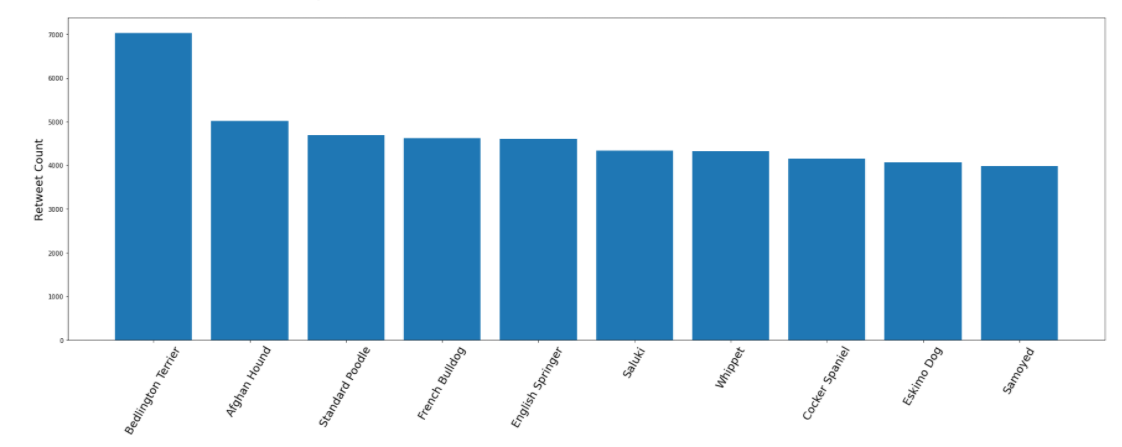 7000
6000
5000
4000
3000
2000
1000
0
Retweet Count
Bedlington Terrier
Afghan Hound
Standard Poodle
French Bulldog
English Springer
Saluki
Whippet
Cocker Spaniel
Eskimo Dog
Samoyed